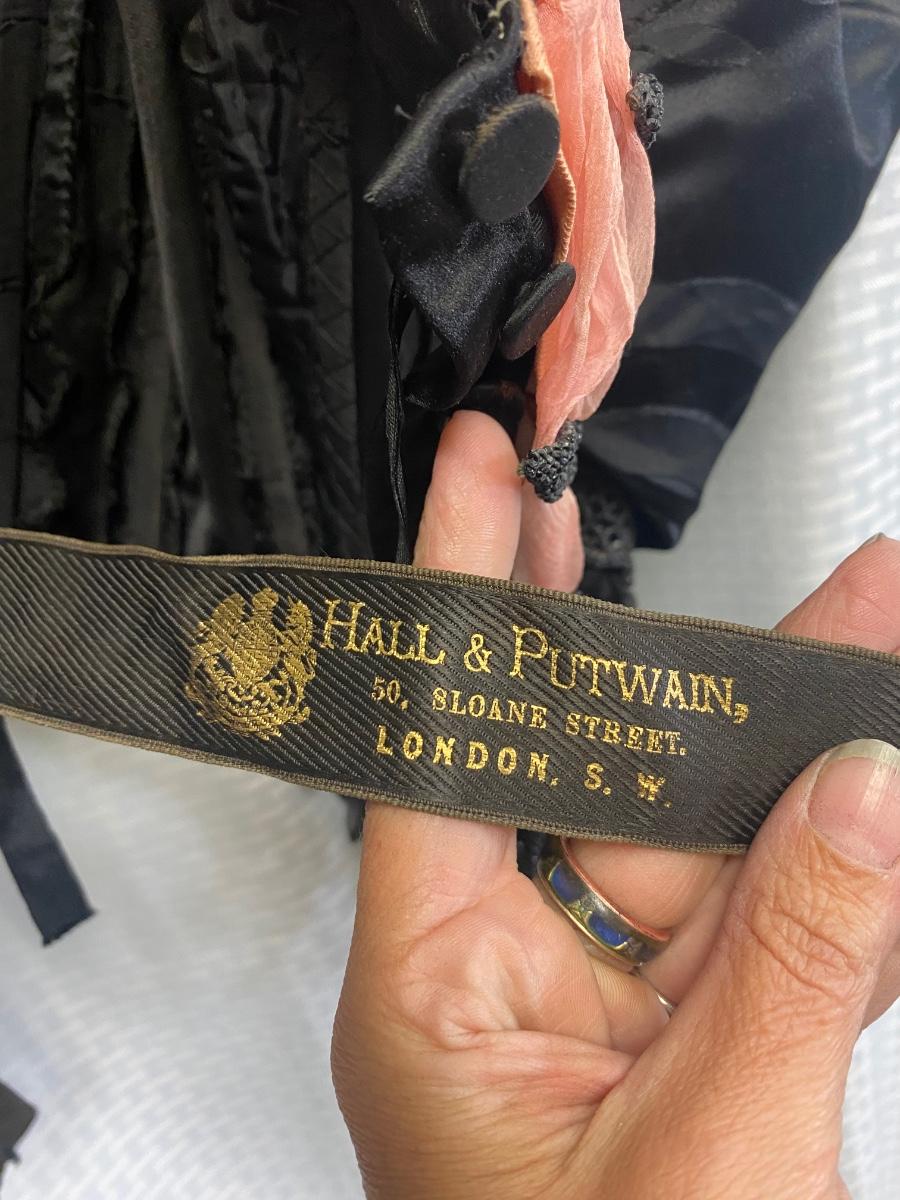 HALL & PUTWAIN,
50, SLOANE STREET.
LONDON. S. W.